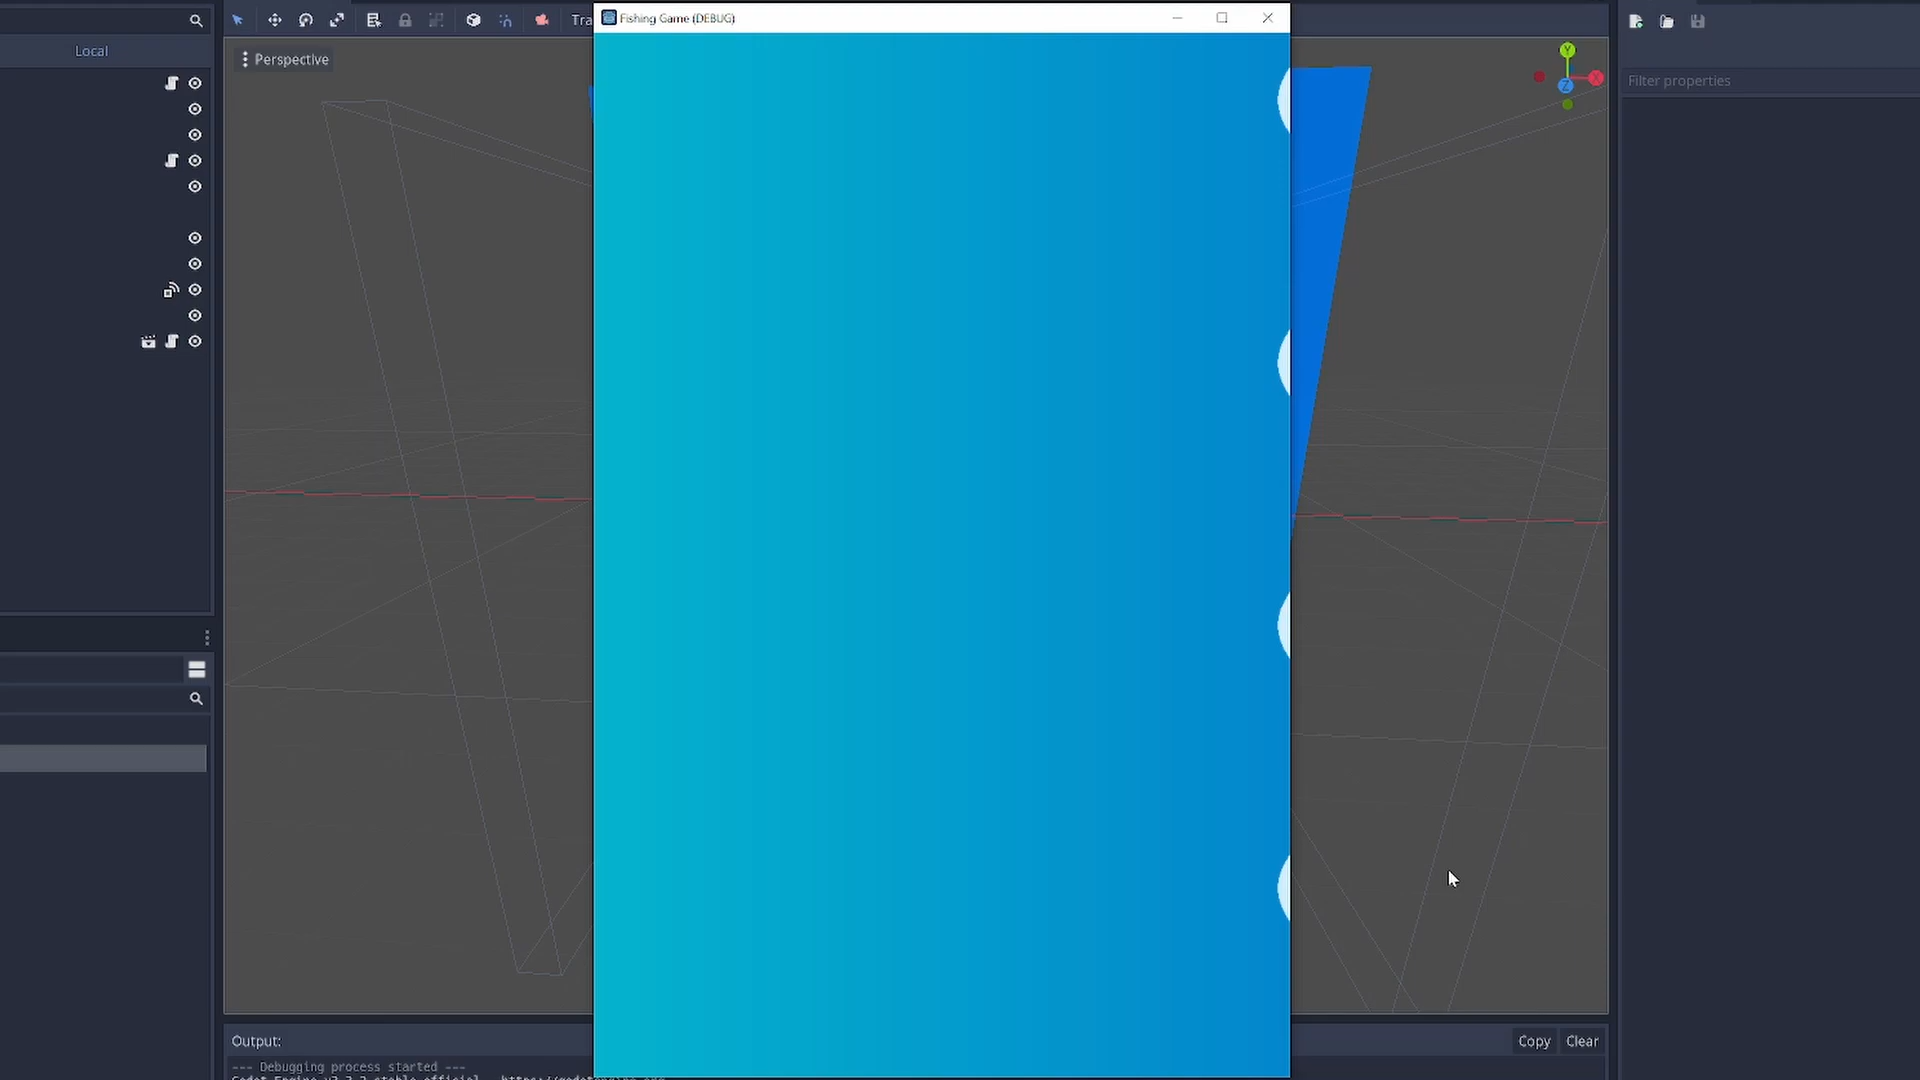 Local
Tra
Fishing Game (DEBUG)
Perspective
Y
X
Z
Filter properties
Output:
Copy
Clear
--- Debugging process started ---